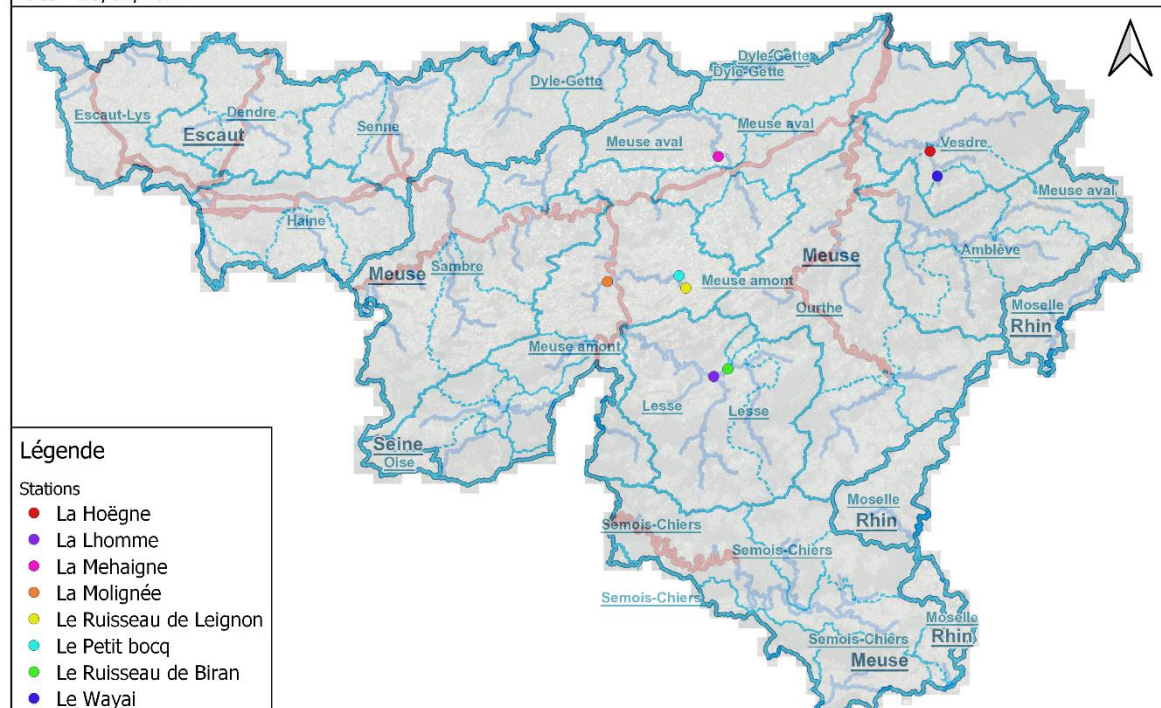 Dyle-Gette
Dyle-Gette
Dyle-Gette
Escaut-Lys
Dendre
Escaut
Senne
Meuse aval
Meuse aval
Vesdre
Meuse aval
Haine
Amblève
Meuse
Sambre
Meuse
Meuse amont
Ourthe
Moselle
Rhin
Meuse amont
Lesse
Lesse
Seine
Oise
Moselle
Rhin
Semois-Chiers
Semois-Chiers
Semois-Chiers
Moselle
Rhin
Semois-Chiers
Meuse
Légende
Stations
La Hoëgne
La Lhomme
La Mehaigne
La Molignée
Le Ruisseau de Leignon
Le Petit bocq
Le Ruisseau de Biran
Le Wayai